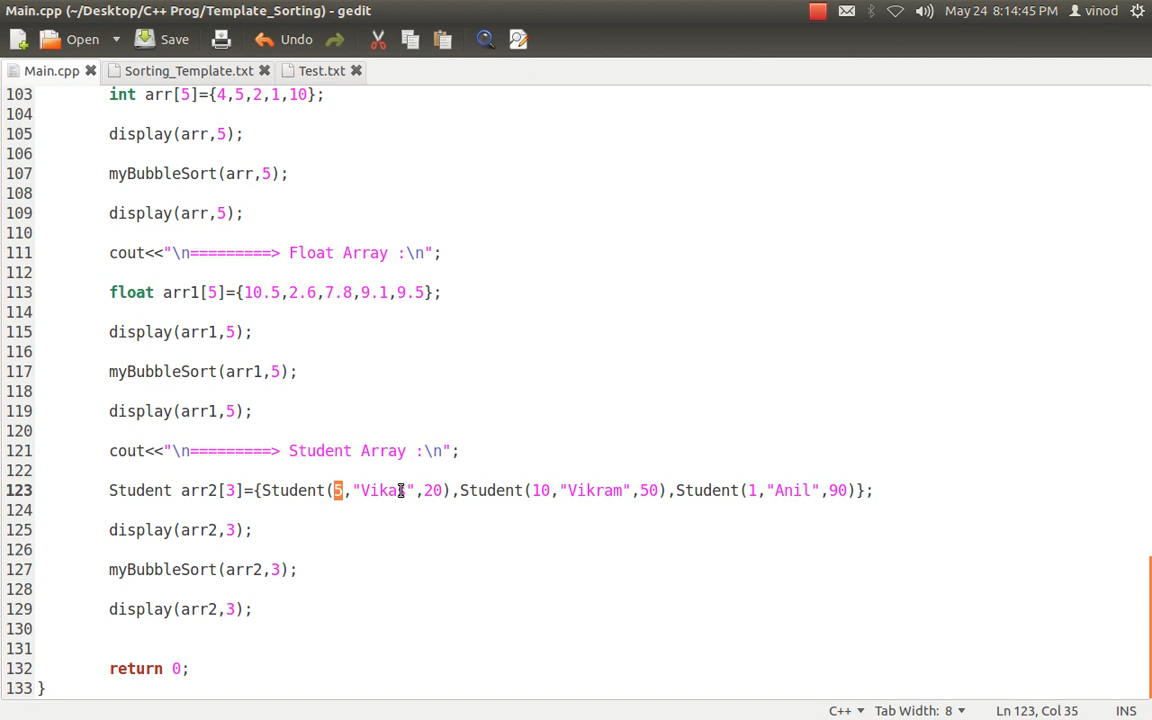 Main.cpp (~/Desktop/C++ Prog/Template_Sorting) - gedit May 24 8:14:45 PM vinod
Open Save Undo
Main.cpp Sorting_Template.txt Test.txt
103 int arr[5]={4,5,2,1,10};
104
105 display(arr,5);
106
107 myBubbleSort(arr,5);
108
109 display(arr,5);
110
111 cout<<"\n=========> Float Array :\n";
112
113 float arr1[5]={10.5,2.6,7.8,9.1,9.5};
114
115 display(arr1,5);
116
117 myBubbleSort(arr1,5);
118
119 display(arr1,5);
120
121 cout<<"\n=========> Student Array :\n";
122
123 Student arr2[3]={Student(5,"Vikas",20),Student(10,"Vikram",50),Student(1,"Anil",90)};
124
125 display(arr2,3);
126
127 myBubbleSort(arr2,3);
128
129 display(arr2,3);
130
131
132 return 0;
133 }
C++ Tab Width: 8 Ln 123, Col 35 INS